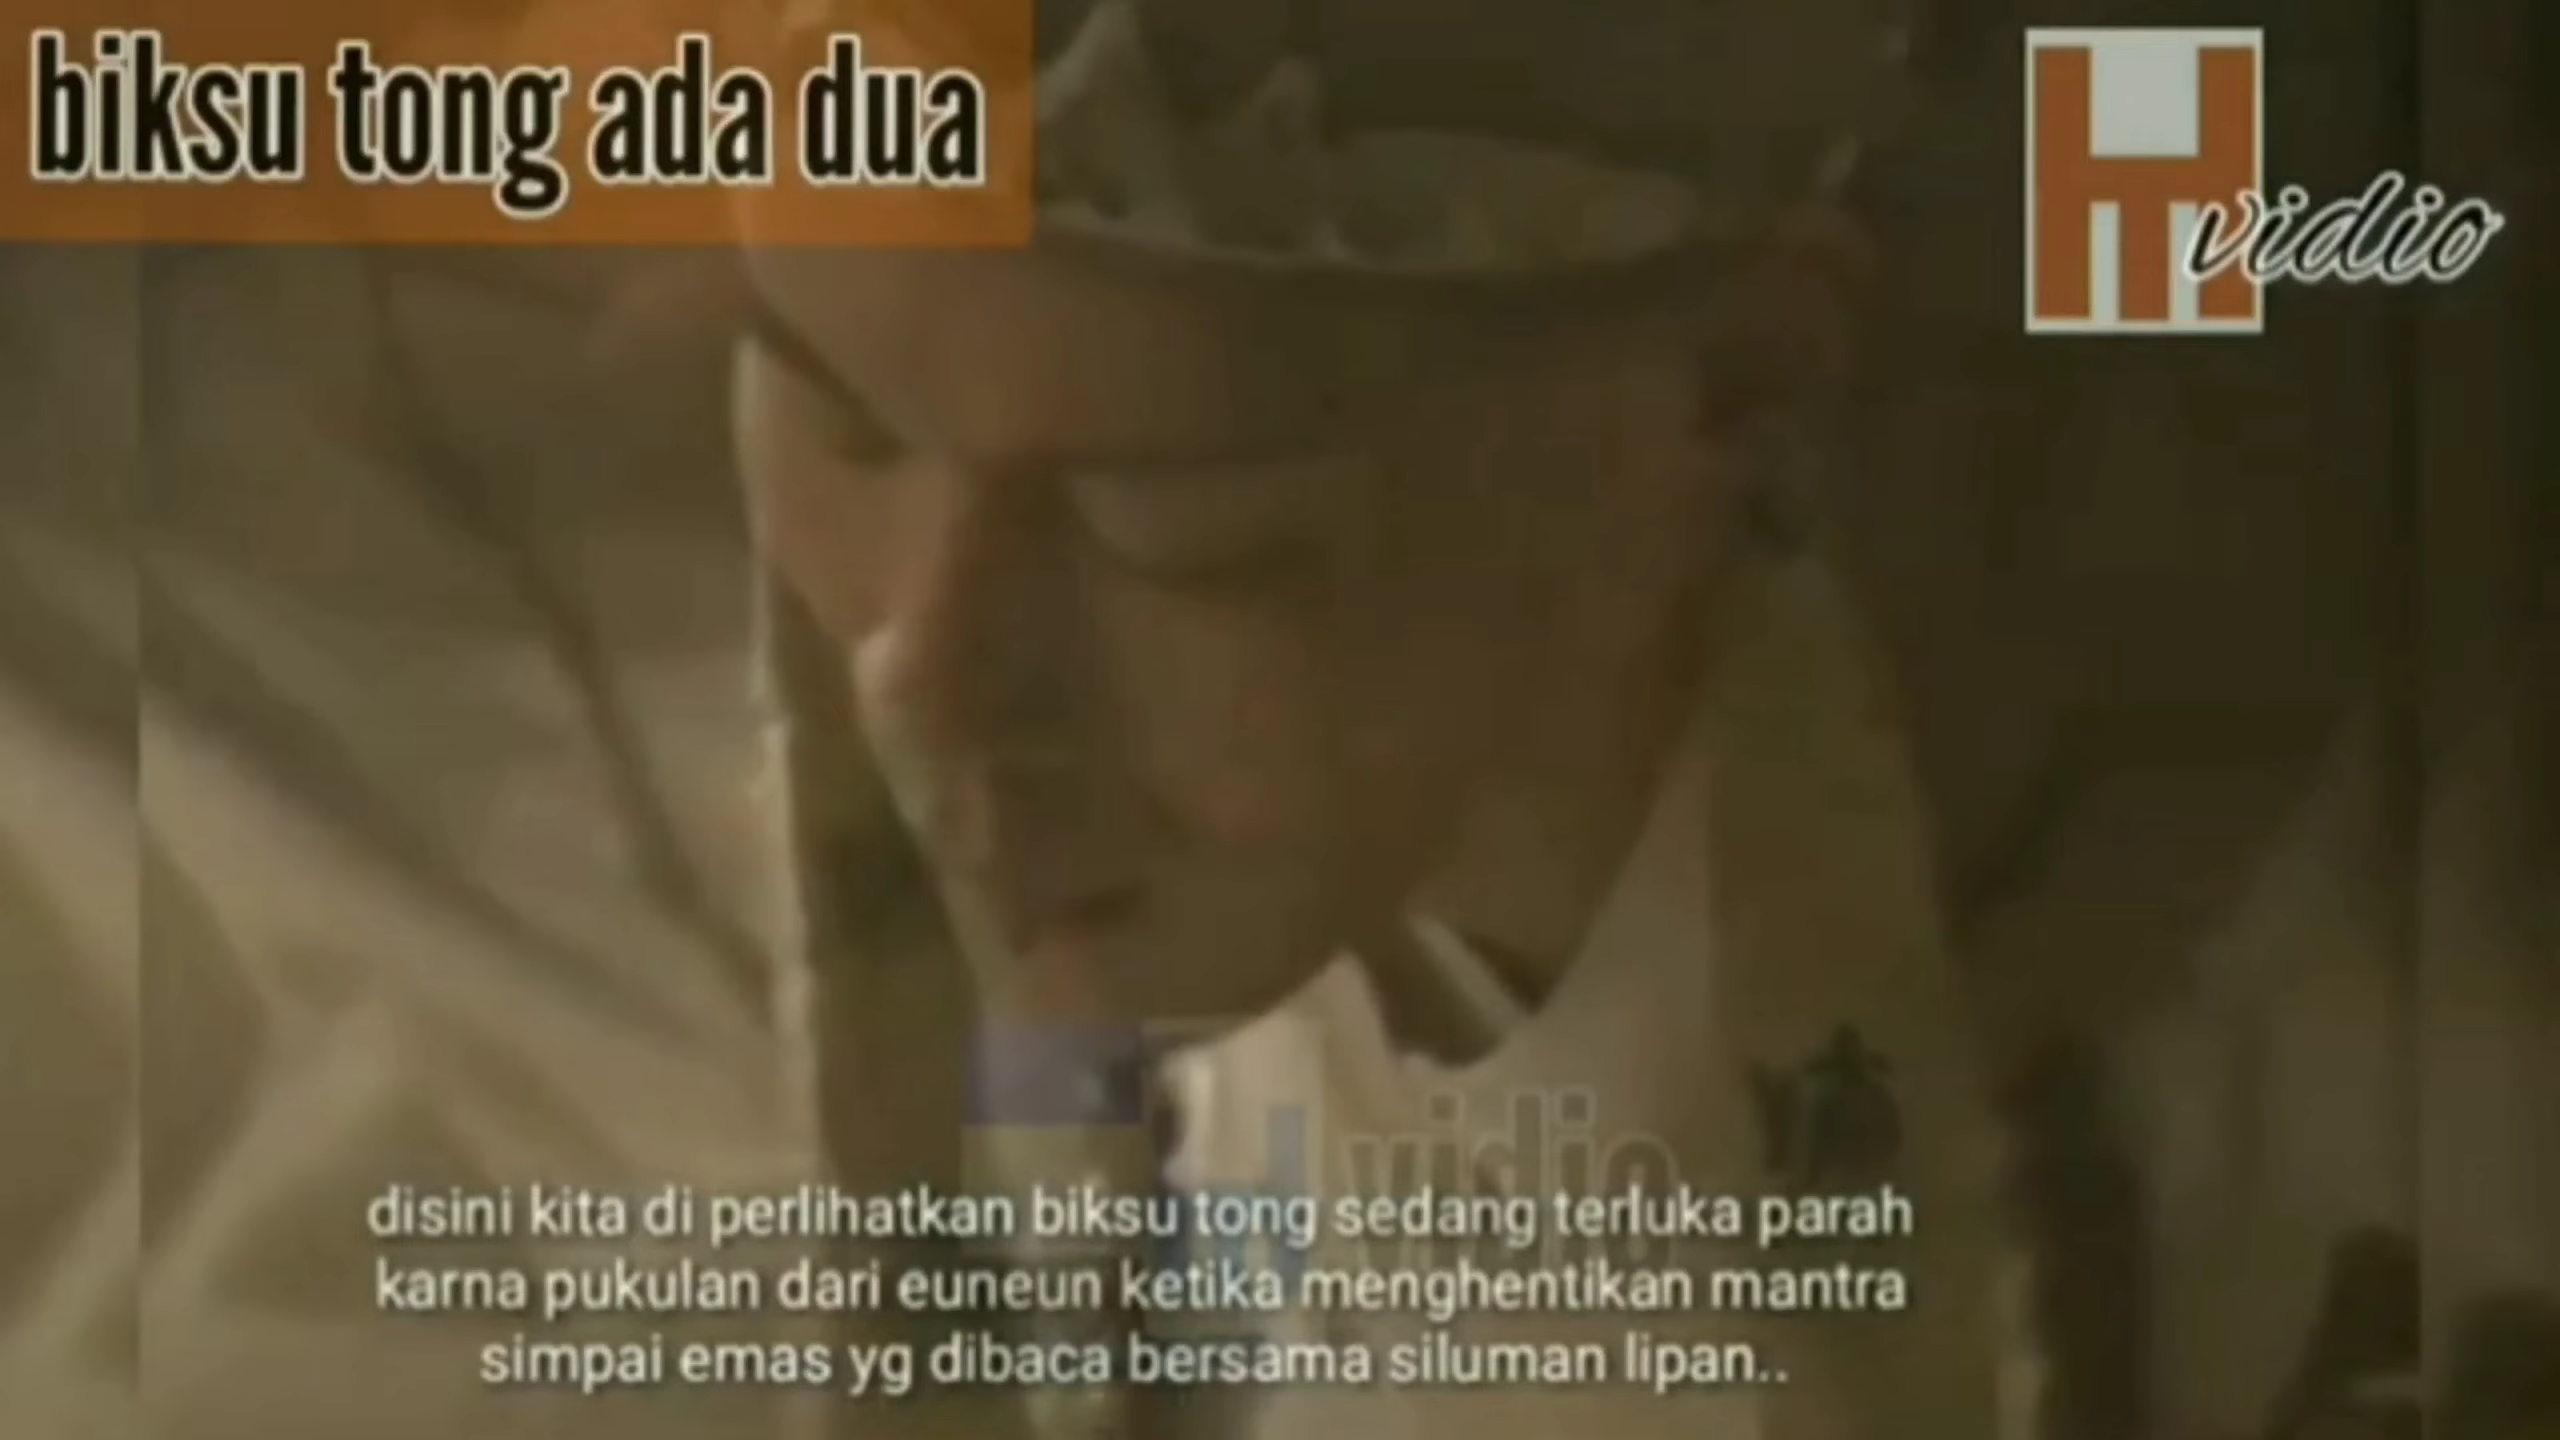 biksu tong ada dua
H vidio
vidio
disini kita di perlihatkan biksu tong sedang terluka parah
karna pukulan dari euneun ketika menghentikan mantra
simpai emas yg dibaca bersama siluman lipan..